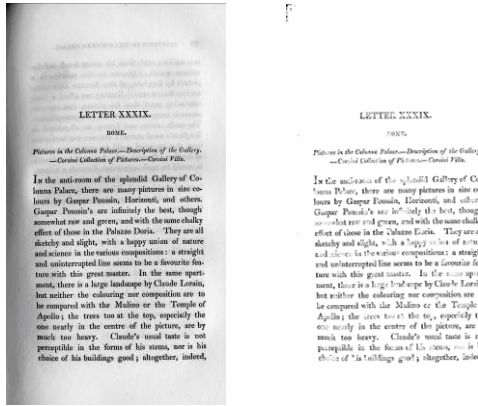 LETTER XXXIX.
ROME.
Pictures in the Colonna Palace.—Description of the Gallery.
—Corsini Collection of Pictures.—Corsini Villa.
In the anti-room of the splendid Gallery of Co-
lonna Palace, there are many pictures in size co-
lours by Gaspar Poussin, Horizonti, and others.
Gaspar Poussin's are infinitely the best, though
somewhat raw and green, and with the same chalky
effect of those in the Palazzo Doria. They are all
sketchy and slight, with a happy union of nature
and science in the various compositions: a straight
and uninterrupted line seems to be a favourite fea-
ture with this great master. In the same apart-
ment, there is a large landscape by Claude Lorain,
but neither the colouring nor composition are to
be compared with the Mulino or the Temple of
Apollo; the trees too at the top, especially the
one nearly in the centre of the picture, are by
much too heavy. Claude's usual taste is not
perceptible in the forms of his stems, nor is his
choice of his buildings good; altogether, indeed,
LETTER XXXIX.
ROME.
Pictures in the Colonna Palace.—Description of the Gallery
—Corsini Collection of Pictures.—Corsini Villa.
In the anti-room of the splendid Gallery of C
lonna Palace, there are many pictures in size c
lours by Gaspar Poussin, Horizonti, and other
Gaspar Poussin's are infinitely the best, thoug
somewhat raw and green, and with the same chalk
effect of those in the Palazzo Doria. They are
sketchy and slight, with a happy union of natu
and science in the various compositions: a straig
and uninterrupted line seems to be a favourite fe
ture with this great master. In the same apar
ment, there is a large landscape by Claude Lorai
but neither the colouring nor composition are
be compared with the Mulino or the Temple
Apollo; the trees too at the top, especially t
one nearly in the centre of the picture, are
much too heavy. Claude's usual taste is n
perceptible in the forms of his stems, nor is
choice of his buildings good; altogether, inde